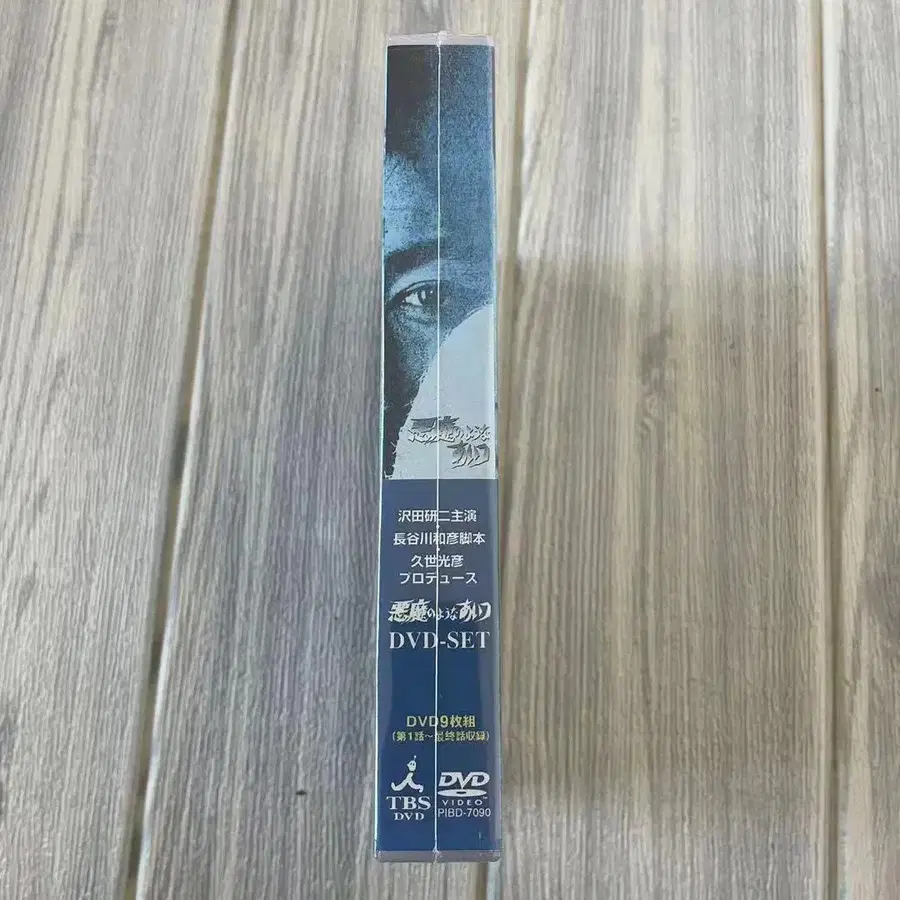 悪魔のような
あいつ
沢田研二主演
・
長谷川和彦脚本
・
久世光彦
プロデュース
悪魔のようなあいつ
DVD-SET
DVD9枚組
(第1話～最終話収録)
TBS
DVD
DVD
VIDEO™
PIBD-7090